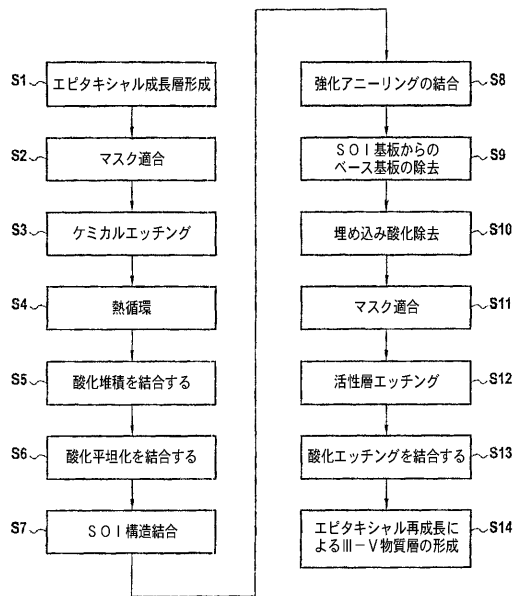 S1
エピタキシャル成長層形成
S2
マスク適合
S3
ケミカルエッチング
S4
熱循環
S5
酸化堆積を結合する
S6
酸化平坦化を結合する
S7
SOI構造結合
強化アニーリングの結合
S8
SOI基板からの
ベース基板の除去
S9
埋め込み酸化除去
S10
マスク適合
S11
活性層エッチング
S12
酸化エッチングを結合する
S13
エピタキシャル再成長に
よるⅢ-V物質層の形成
S14